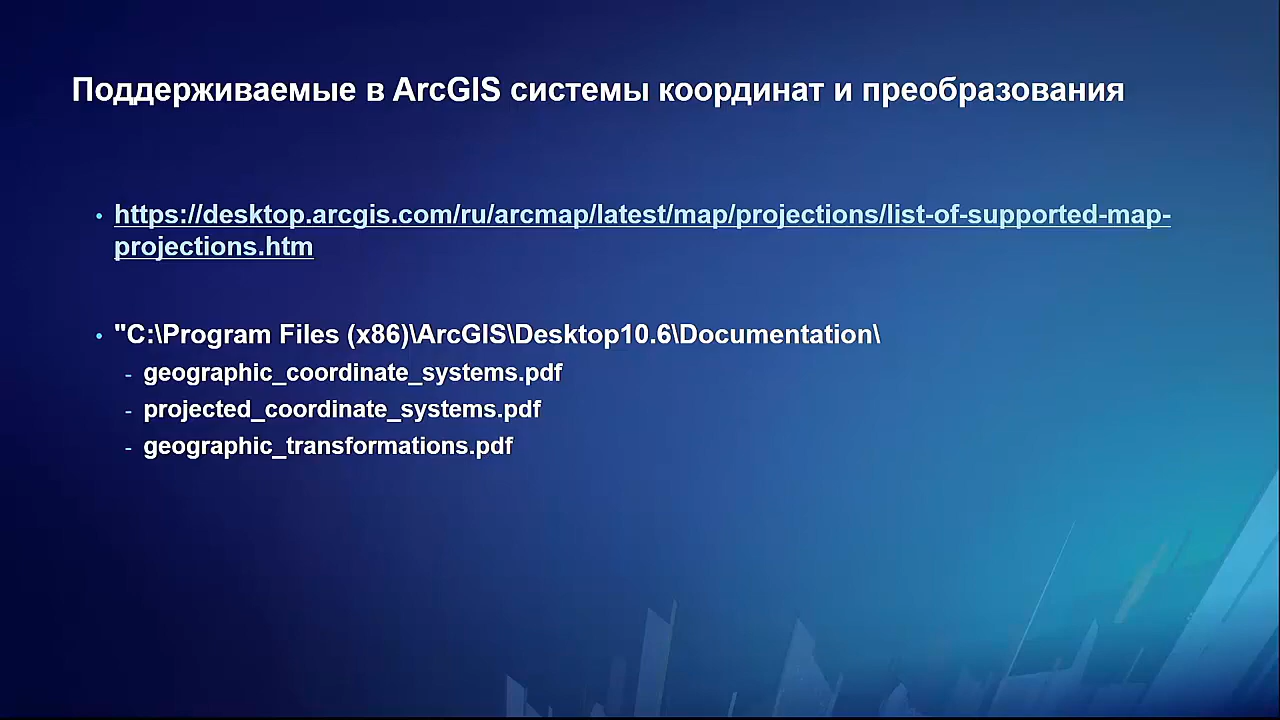 Поддерживаемые в ArcGIS системы координат и преобразования
• https://desktop.arcgis.com/ru/arcmap/latest/map/projections/list-of-supported-map-
projections.htm
• "C:\Program Files (x86)\ArcGIS\Desktop10.6\Documentation\
- geographic_coordinate_systems.pdf
- projected_coordinate_systems.pdf
- geographic_transformations.pdf